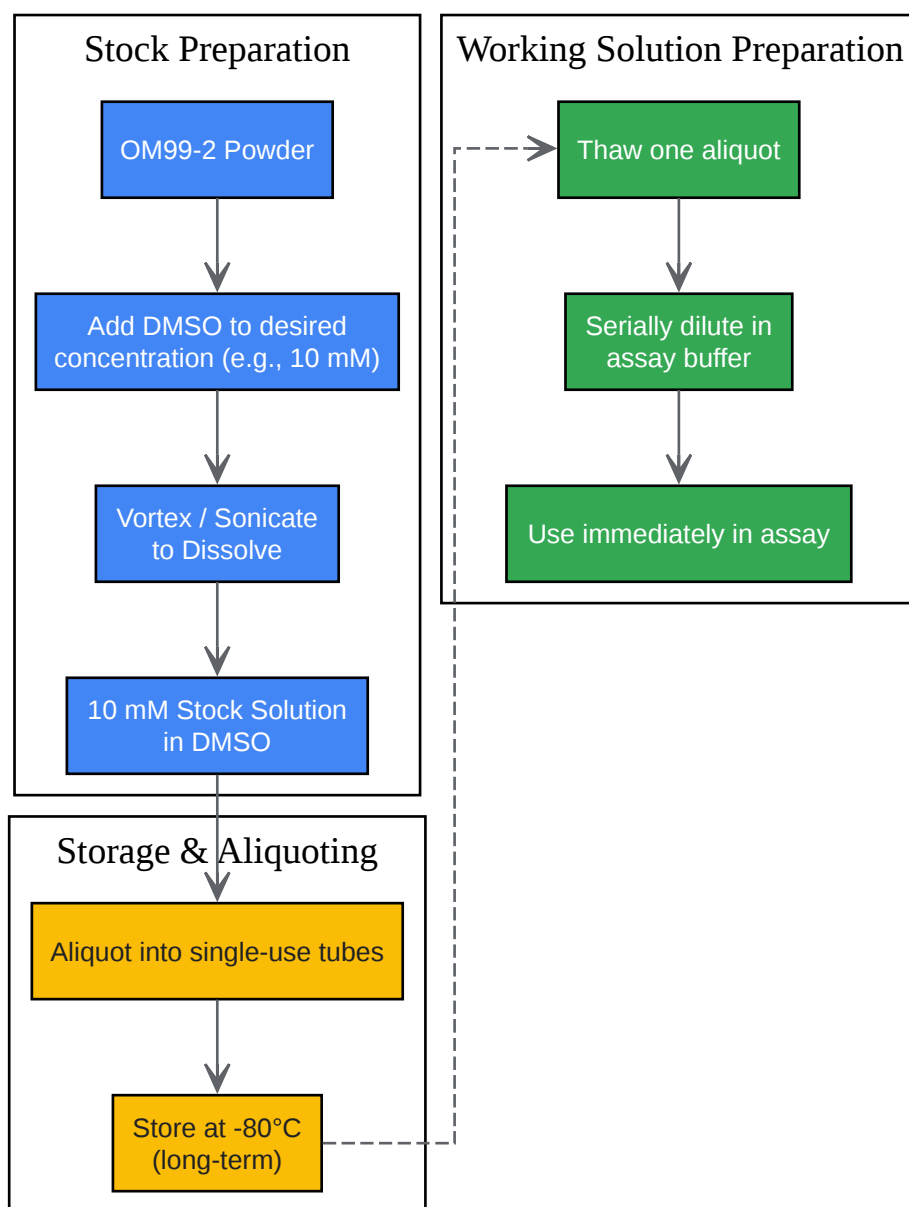 Stock Preparation
OM99-2 Powder
Add DMSO to desired
concentration (e.g., 10 mM)
Vortex / Sonicate
to Dissolve
10 mM Stock Solution
in DMSO
Storage & Aliquoting
Aliquot into single-use tubes
Store at -80°C
(long-term)
Working Solution Preparation
Thaw one aliquot
Serially dilute in
assay buffer
Use immediately in assay